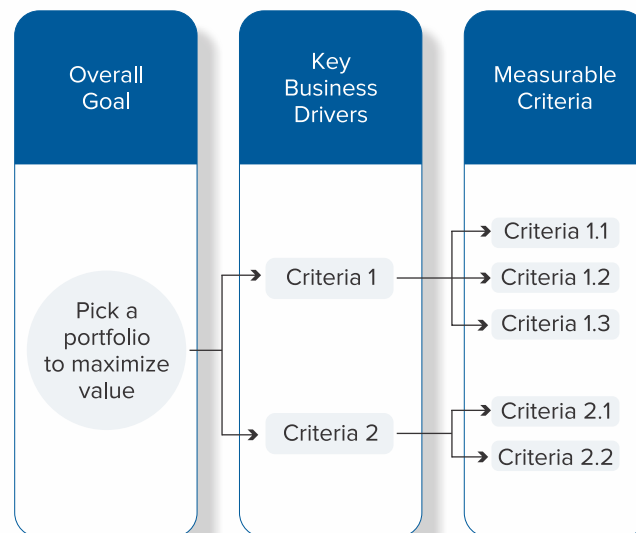 Overall
Goal
Key
Business
Drivers
Measurable
Criteria
Pick a
portfolio
to maximize
value
Criteria 1
Criteria 2
Criteria 1.1
Criteria 1.2
Criteria 1.3
Criteria 2.1
Criteria 2.2